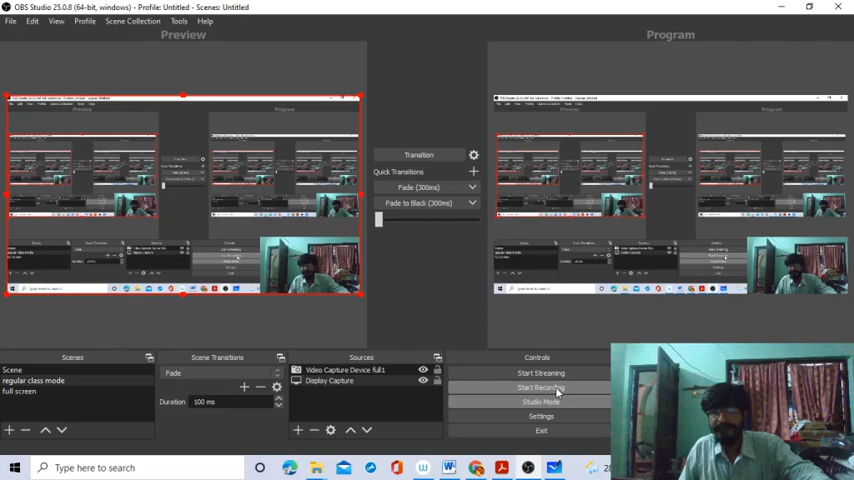 OBS Studio 25.0.8 (64-bit, windows) - Profile: Untitled - Scenes: Untitled
File Edit View Profile Scene Collection Tools Help
Preview
Program
Transition
Quick Transitions
Fade (300ms)
Fade to Black (300ms)
Scenes
Scene Transitions
Sources
Controls
Scene
regular class mode
full screen
Fade
Duration 100 ms
Video Capture Device full1
Display Capture
Start Streaming
Start Recording
Studio Mode
Settings
Exit
Type here to search